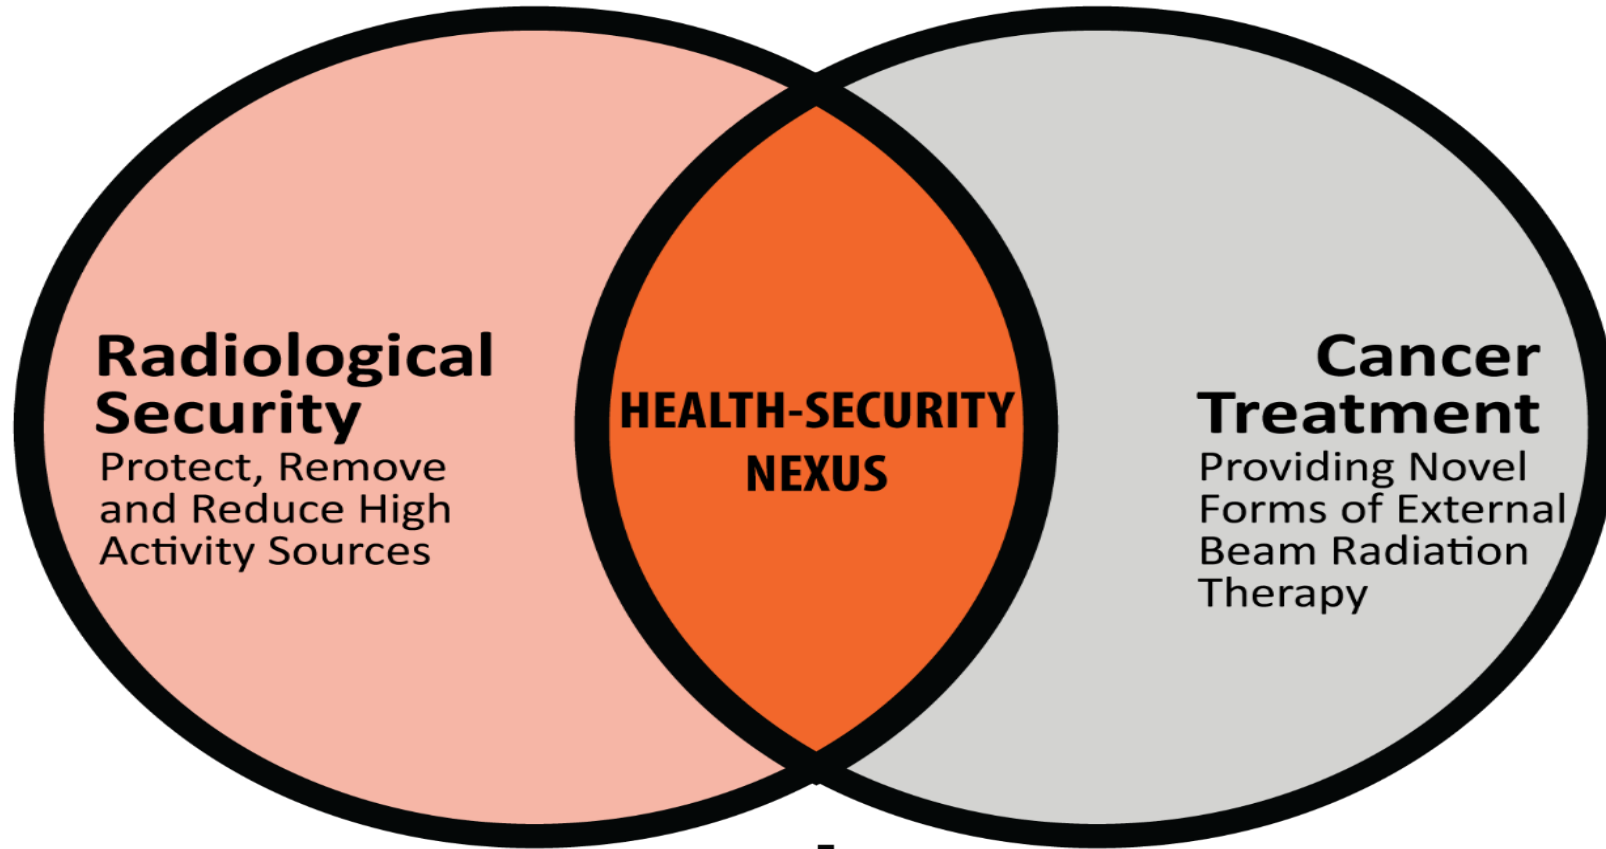 Radiological
Security
Protect, Remove
and Reduce High
Activity Sources
HEALTH-SECURITY
NEXUS
Cancer
Treatment
Providing Novel
Forms of External
Beam Radiation
Therapy